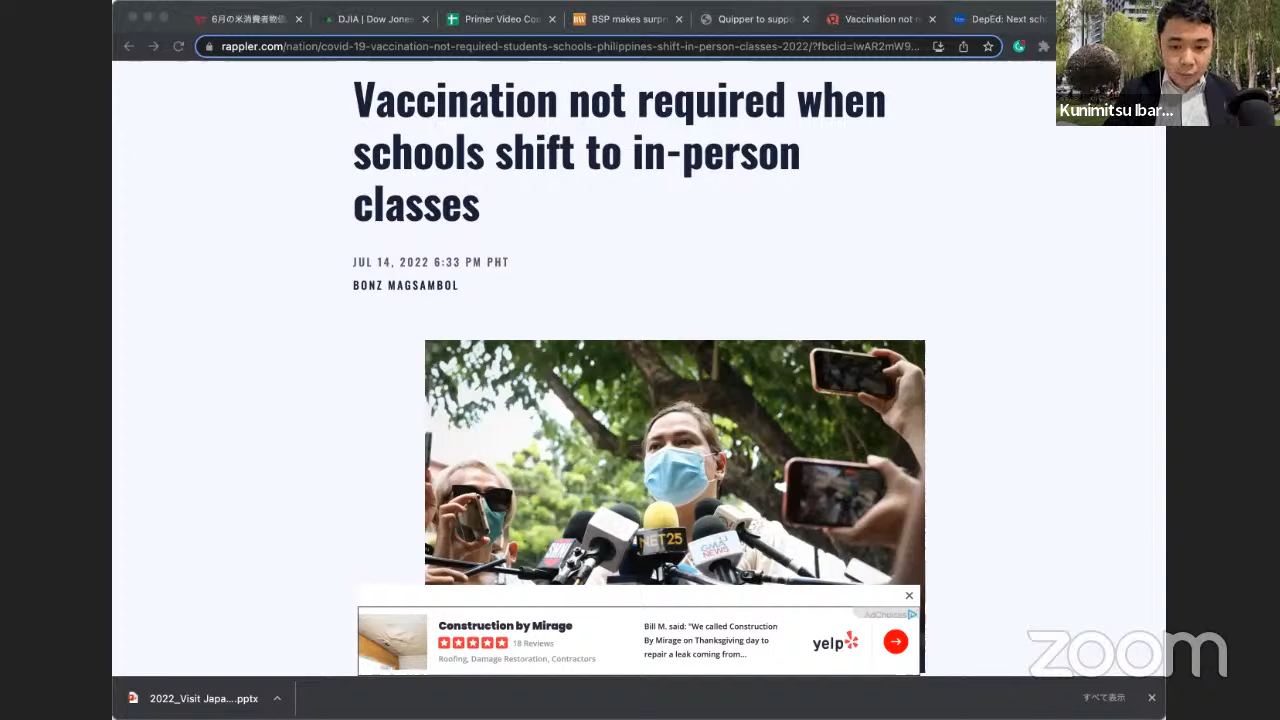 6月の米消費者物価
DJIA | Dow Jones
Primer Video Co
BSP makes surpr
Quipper to suppo
Vaccination not r
DepEd: Next scho
rappler.com/nation/covid-19-vaccination-not-required-students-schools-philippines-shift-in-person-classes-2022/?fbclid=IwAR2mW9...
Kunimitsu Ibar...
Vaccination not required when
schools shift to in-person
classes
JUL 14, 2022 6:33 PM PHT
BONZ MAGSAMBOL
NET25
GMA
NEWS
AdChoices
Construction by Mirage
18 Reviews
Roofing, Damage Restoration, Contractors
Bill M. said: "We called Construction
By Mirage on Thanksgiving day to
repair a leak coming from...
yelp
zoom
2022_Visit Japa....pptx
すべて表示